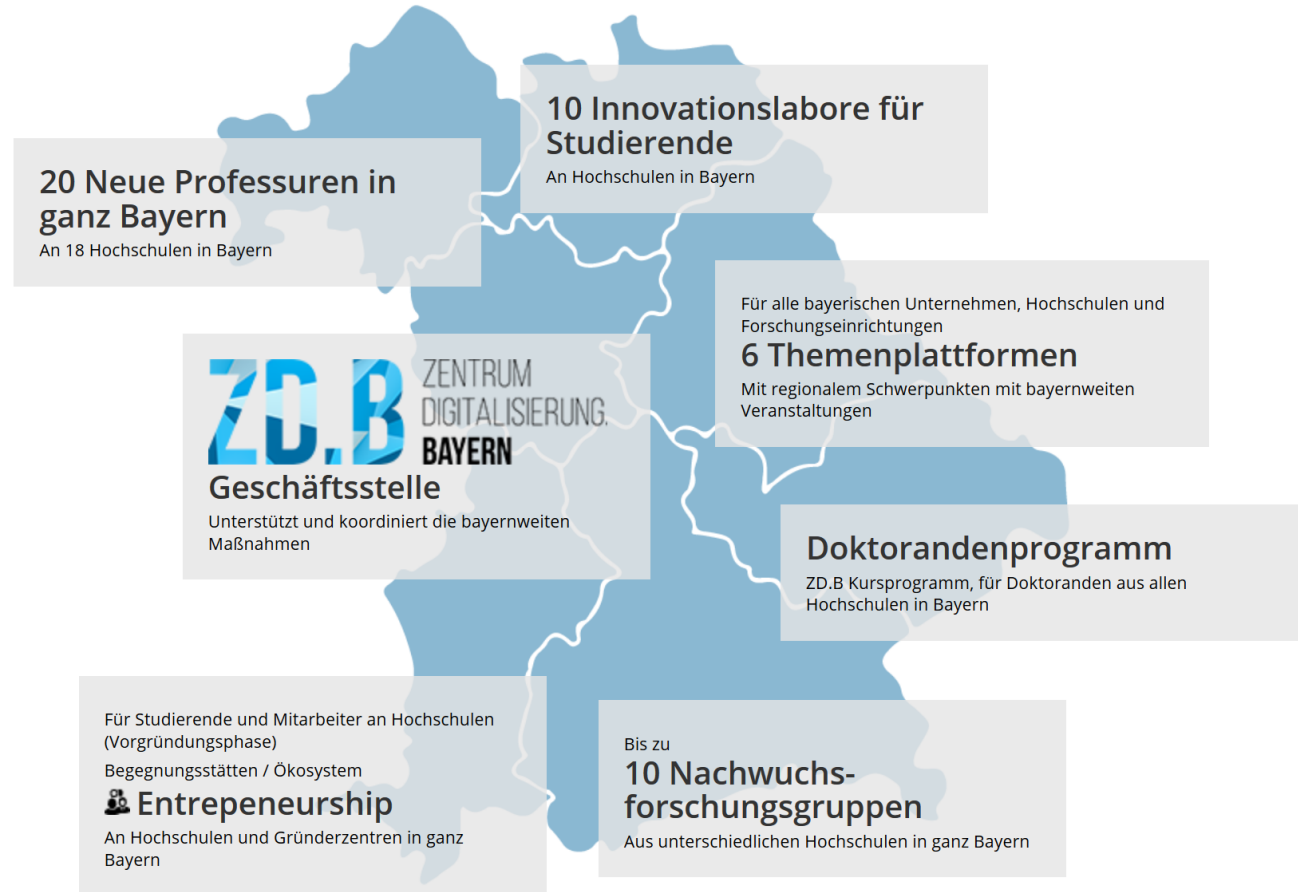 10 Innovationslabore für
Studierende
An Hochschulen in Bayern
20 Neue Professuren in
ganz Bayern
An 18 Hochschulen in Bayern
Für alle bayerischen Unternehmen, Hochschulen und
Forschungseinrichtungen
6 Themenplattformen
Mit regionalem Schwerpunkten mit bayernweiten
Veranstaltungen
ZD.B ZENTRUM
DIGITALISIERUNG.
BAYERN
Geschäftsstelle
Unterstützt und koordiniert die bayernweiten
Maßnahmen
Doktorandenprogramm
ZD.B Kursprogramm, für Doktoranden aus allen
Hochschulen in Bayern
Für Studierende und Mitarbeiter an Hochschulen
(Vorgründungsphase)
Begegnungsstätten / Ökosystem
Entrepeneurship
An Hochschulen und Gründerzentren in ganz
Bayern
Bis zu
10 Nachwuchs-
forschungsgruppen
Aus unterschiedlichen Hochschulen in ganz Bayern